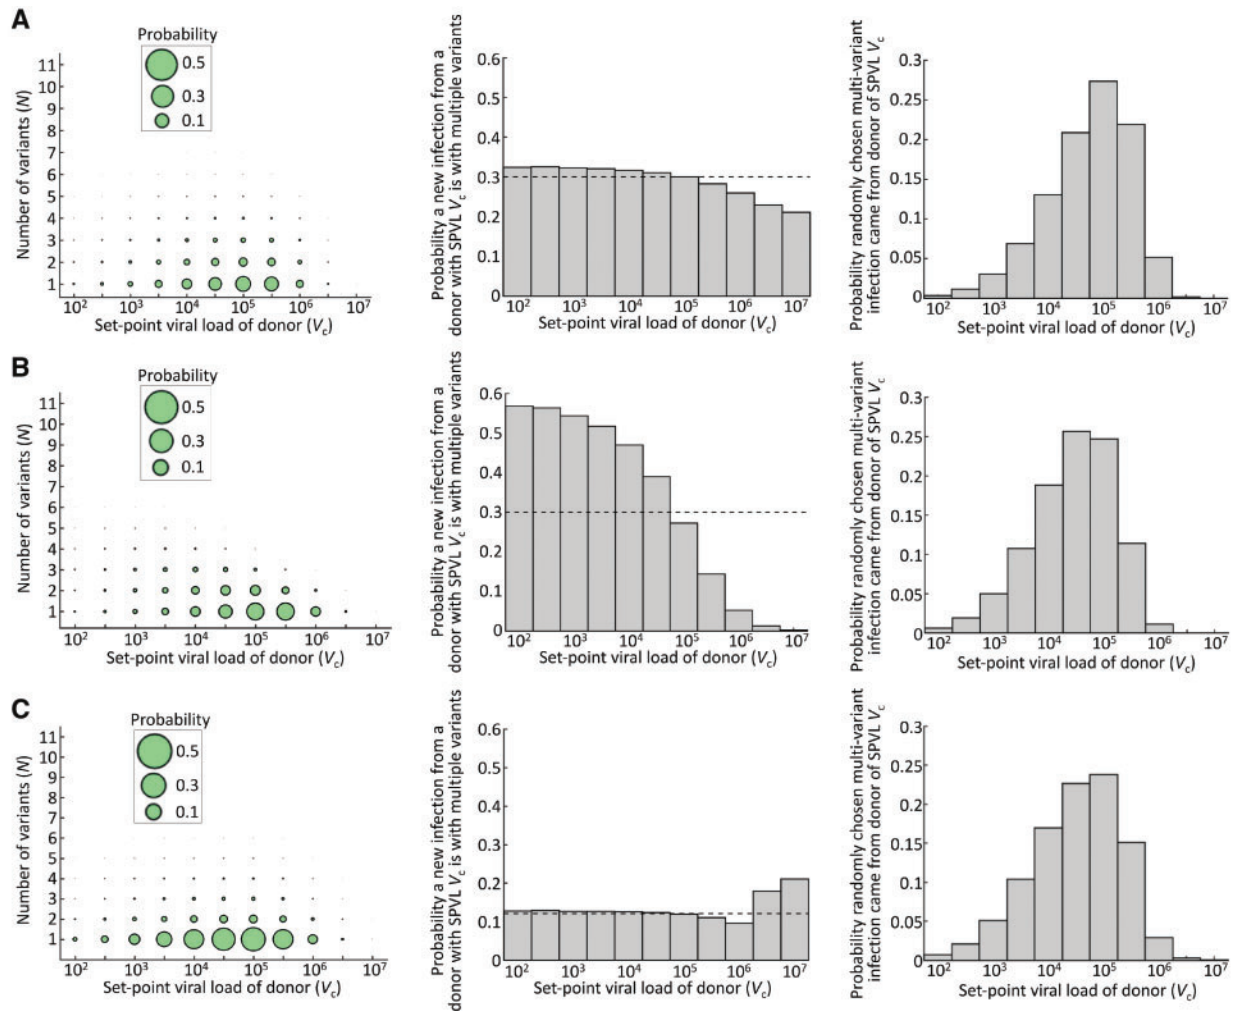 A
Probability
0.5
0.3
0.1
11
10
9
8
7
6
5
4
3
2
1
Number of variants (N)
10² 10³ 10⁴ 10⁵ 10⁶ 10⁷
Set-point viral load of donor (Vc)
Probability a new infection from a
donor with SPVL Vc is with multiple variants
0.6
0.5
0.4
0.3
0.2
0.1
0
10² 10³ 10⁴ 10⁵ 10⁶ 10⁷
Set-point viral load of donor (Vc)
Probability randomly chosen multi-variant
infection came from donor of SPVL Vc
0.3
0.25
0.2
0.15
0.1
0.05
0
10² 10³ 10⁴ 10⁵ 10⁶ 10⁷
Set-point viral load of donor (Vc)
B
Probability
0.5
0.3
0.1
11
10
9
8
7
6
5
4
3
2
1
Number of variants (N)
10² 10³ 10⁴ 10⁵ 10⁶ 10⁷
Set-point viral load of donor (Vc)
Probability a new infection from a
donor with SPVL Vc is with multiple variants
0.6
0.5
0.4
0.3
0.2
0.1
0
10² 10³ 10⁴ 10⁵ 10⁶ 10⁷
Set-point viral load of donor (Vc)
Probability randomly chosen multi-variant
infection came from donor of SPVL Vc
0.3
0.25
0.2
0.15
0.1
0.05
0
10² 10³ 10⁴ 10⁵ 10⁶ 10⁷
Set-point viral load of donor (Vc)
C
Probability
0.5
0.3
0.1
11
10
9
8
7
6
5
4
3
2
1
Number of variants (N)
10² 10³ 10⁴ 10⁵ 10⁶ 10⁷
Set-point viral load of donor (Vc)
Probability a new infection from a
donor with SPVL Vc is with multiple variants
0.6
0.5
0.4
0.3
0.2
0.1
0
10² 10³ 10⁴ 10⁵ 10⁶ 10⁷
Set-point viral load of donor (Vc)
Probability randomly chosen multi-variant
infection came from donor of SPVL Vc
0.3
0.25
0.2
0.15
0.1
0.05
0
10² 10³ 10⁴ 10⁵ 10⁶ 10⁷
Set-point viral load of donor (Vc)